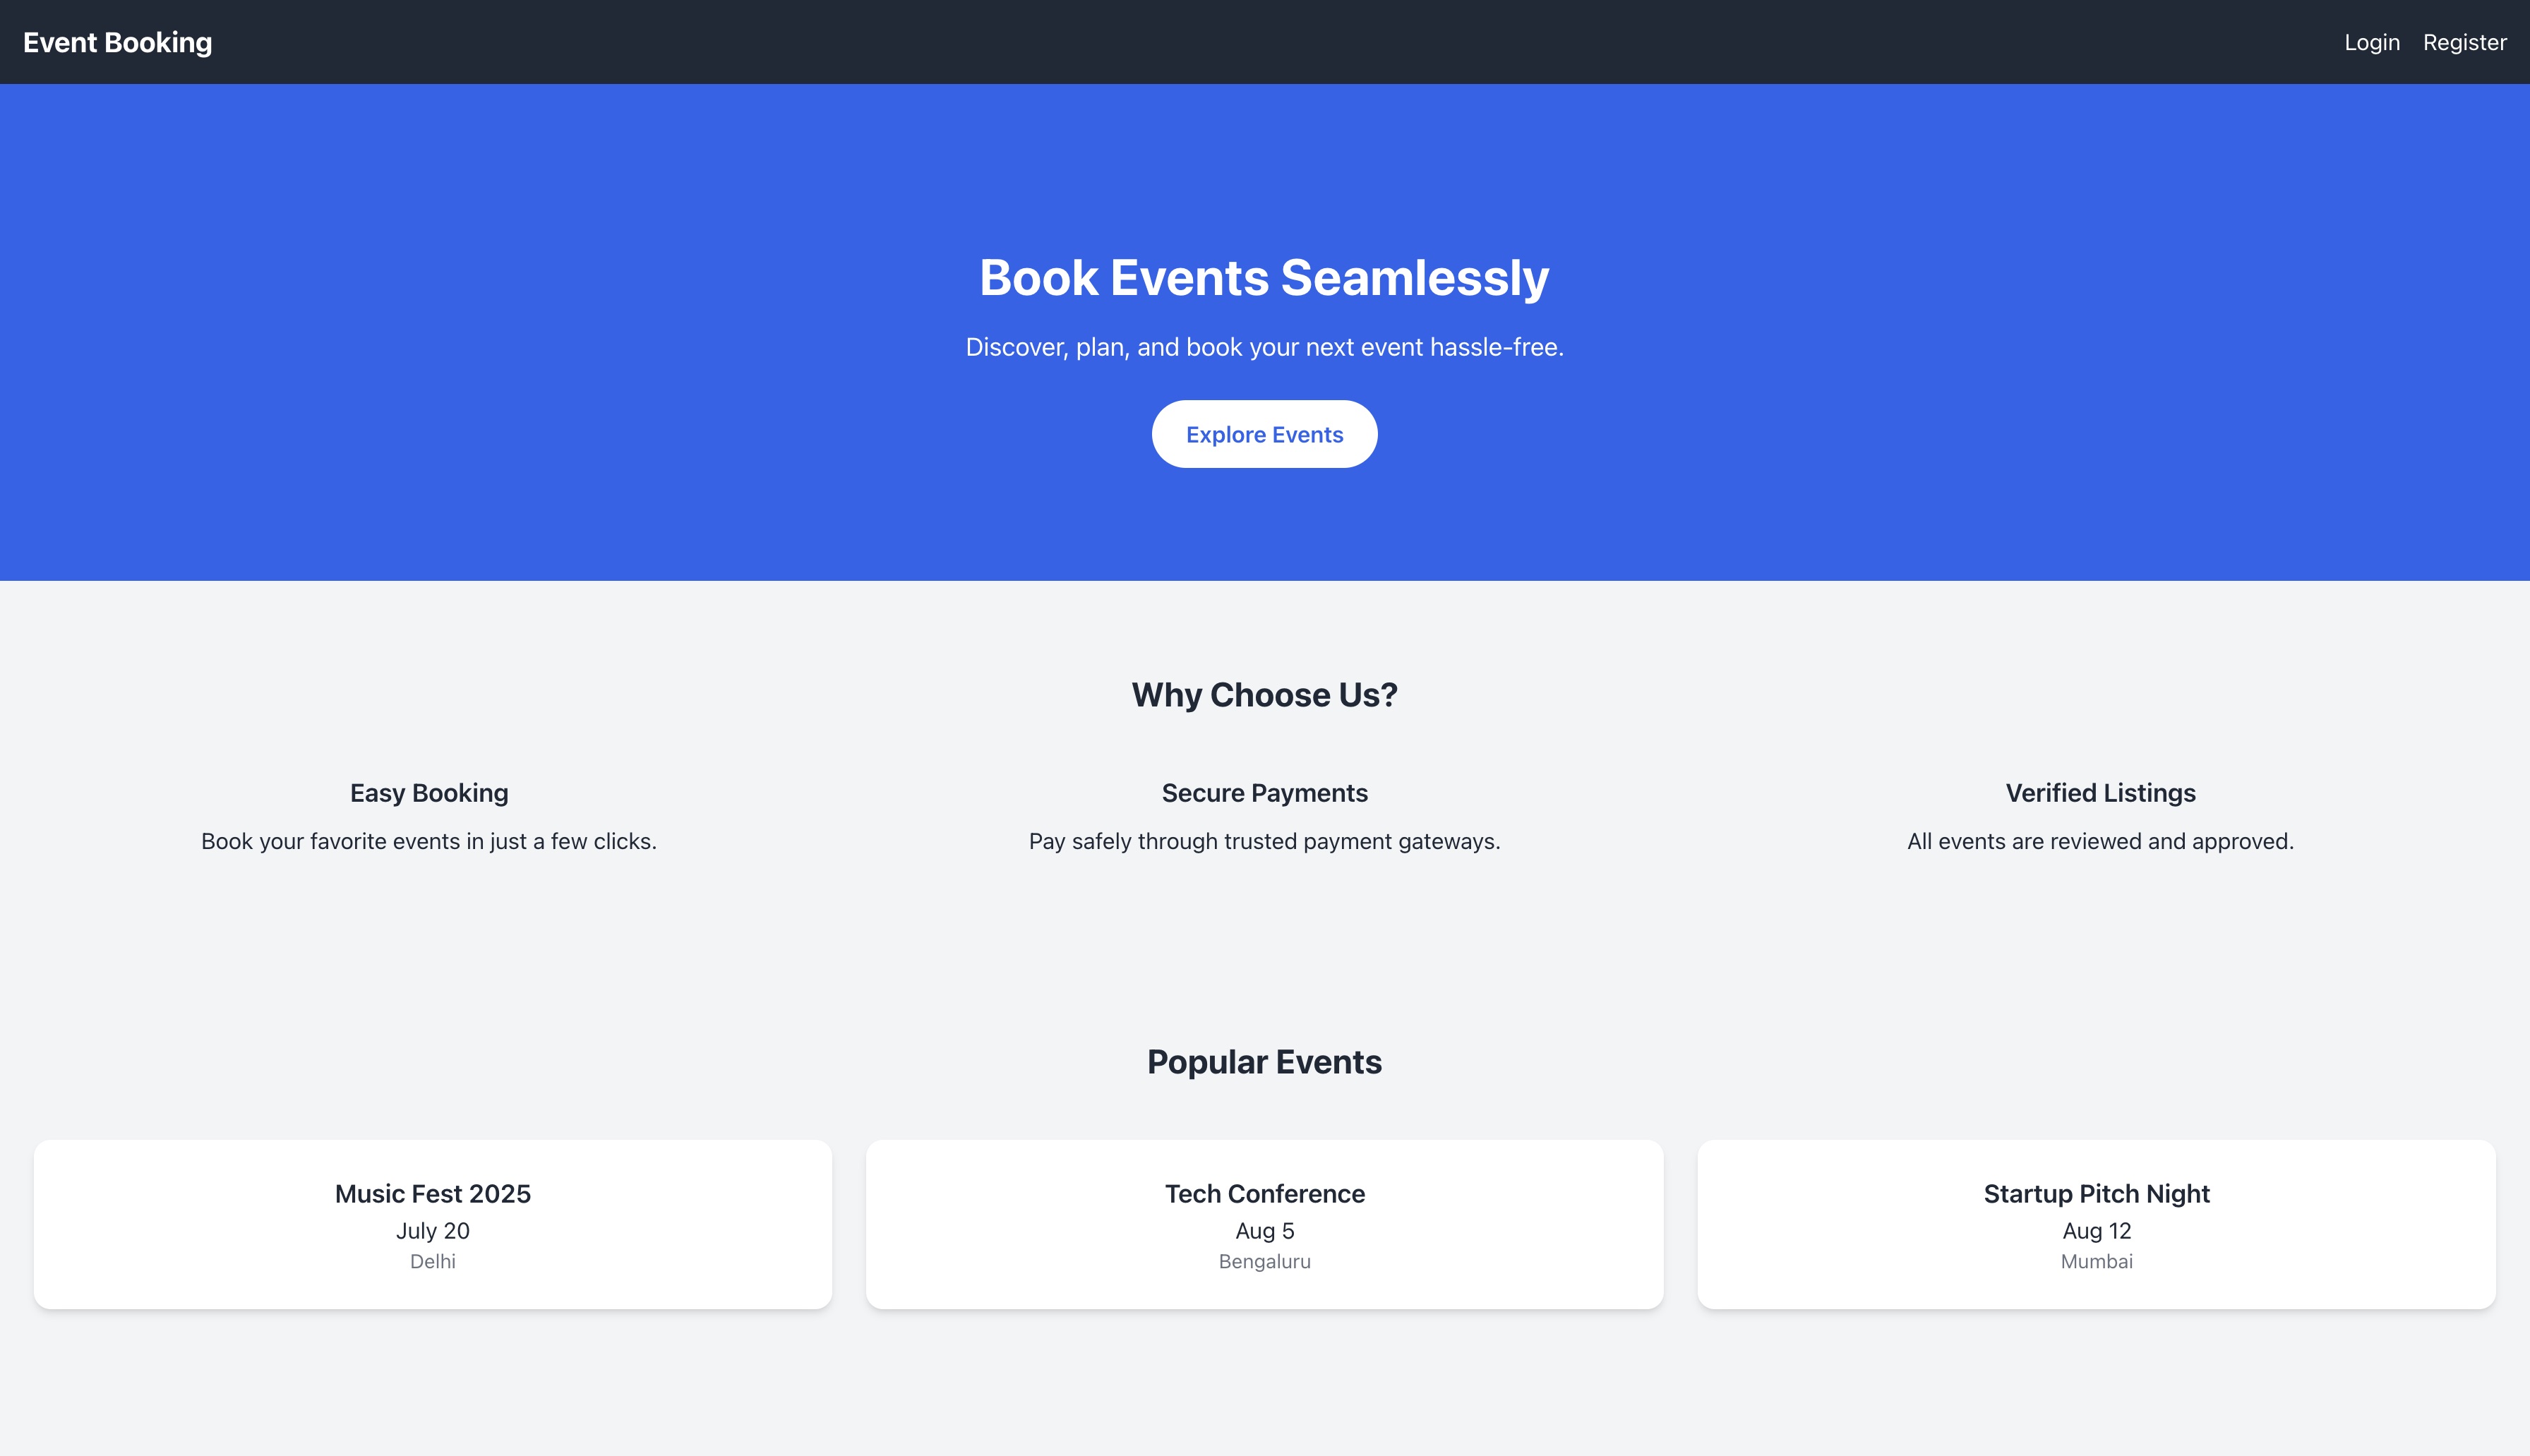 Event Booking
Login Register
Book Events Seamlessly
Discover, plan, and book your next event hassle-free.
Explore Events
Why Choose Us?
Easy Booking
Book your favorite events in just a few clicks.
Secure Payments
Pay safely through trusted payment gateways.
Verified Listings
All events are reviewed and approved.
Popular Events
Music Fest 2025
July 20
Delhi
Tech Conference
Aug 5
Bengaluru
Startup Pitch Night
Aug 12
Mumbai